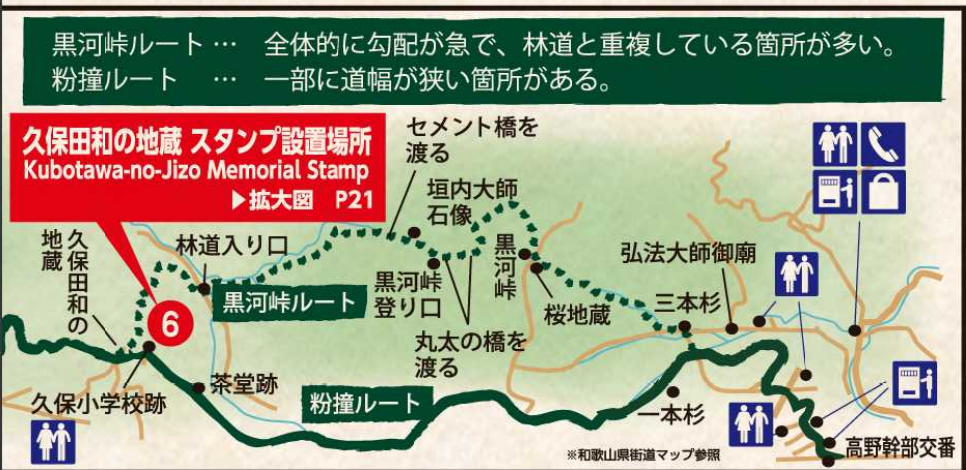 黒河峠ルート … 全体的に勾配が急で、林道と重複している箇所が多い。
粉撞ルート … 一部に道幅が狭い箇所がある。
久保田和の地蔵 スタンプ設置場所
Kubotawa-no-Jizo Memorial Stamp
▶拡大図 P21
セメント橋を
渡る
垣内大師
石像
久保田和の
地蔵
林道入り口
黒河峠
弘法大師御廟
6
黒河峠ルート
黒河峠
登り口
桜地蔵
三本杉
丸太の橋を
渡る
久保小学校跡
茶堂跡
粉撞ルート
一本杉
※和歌山県街道マップ参照
高野幹部交番